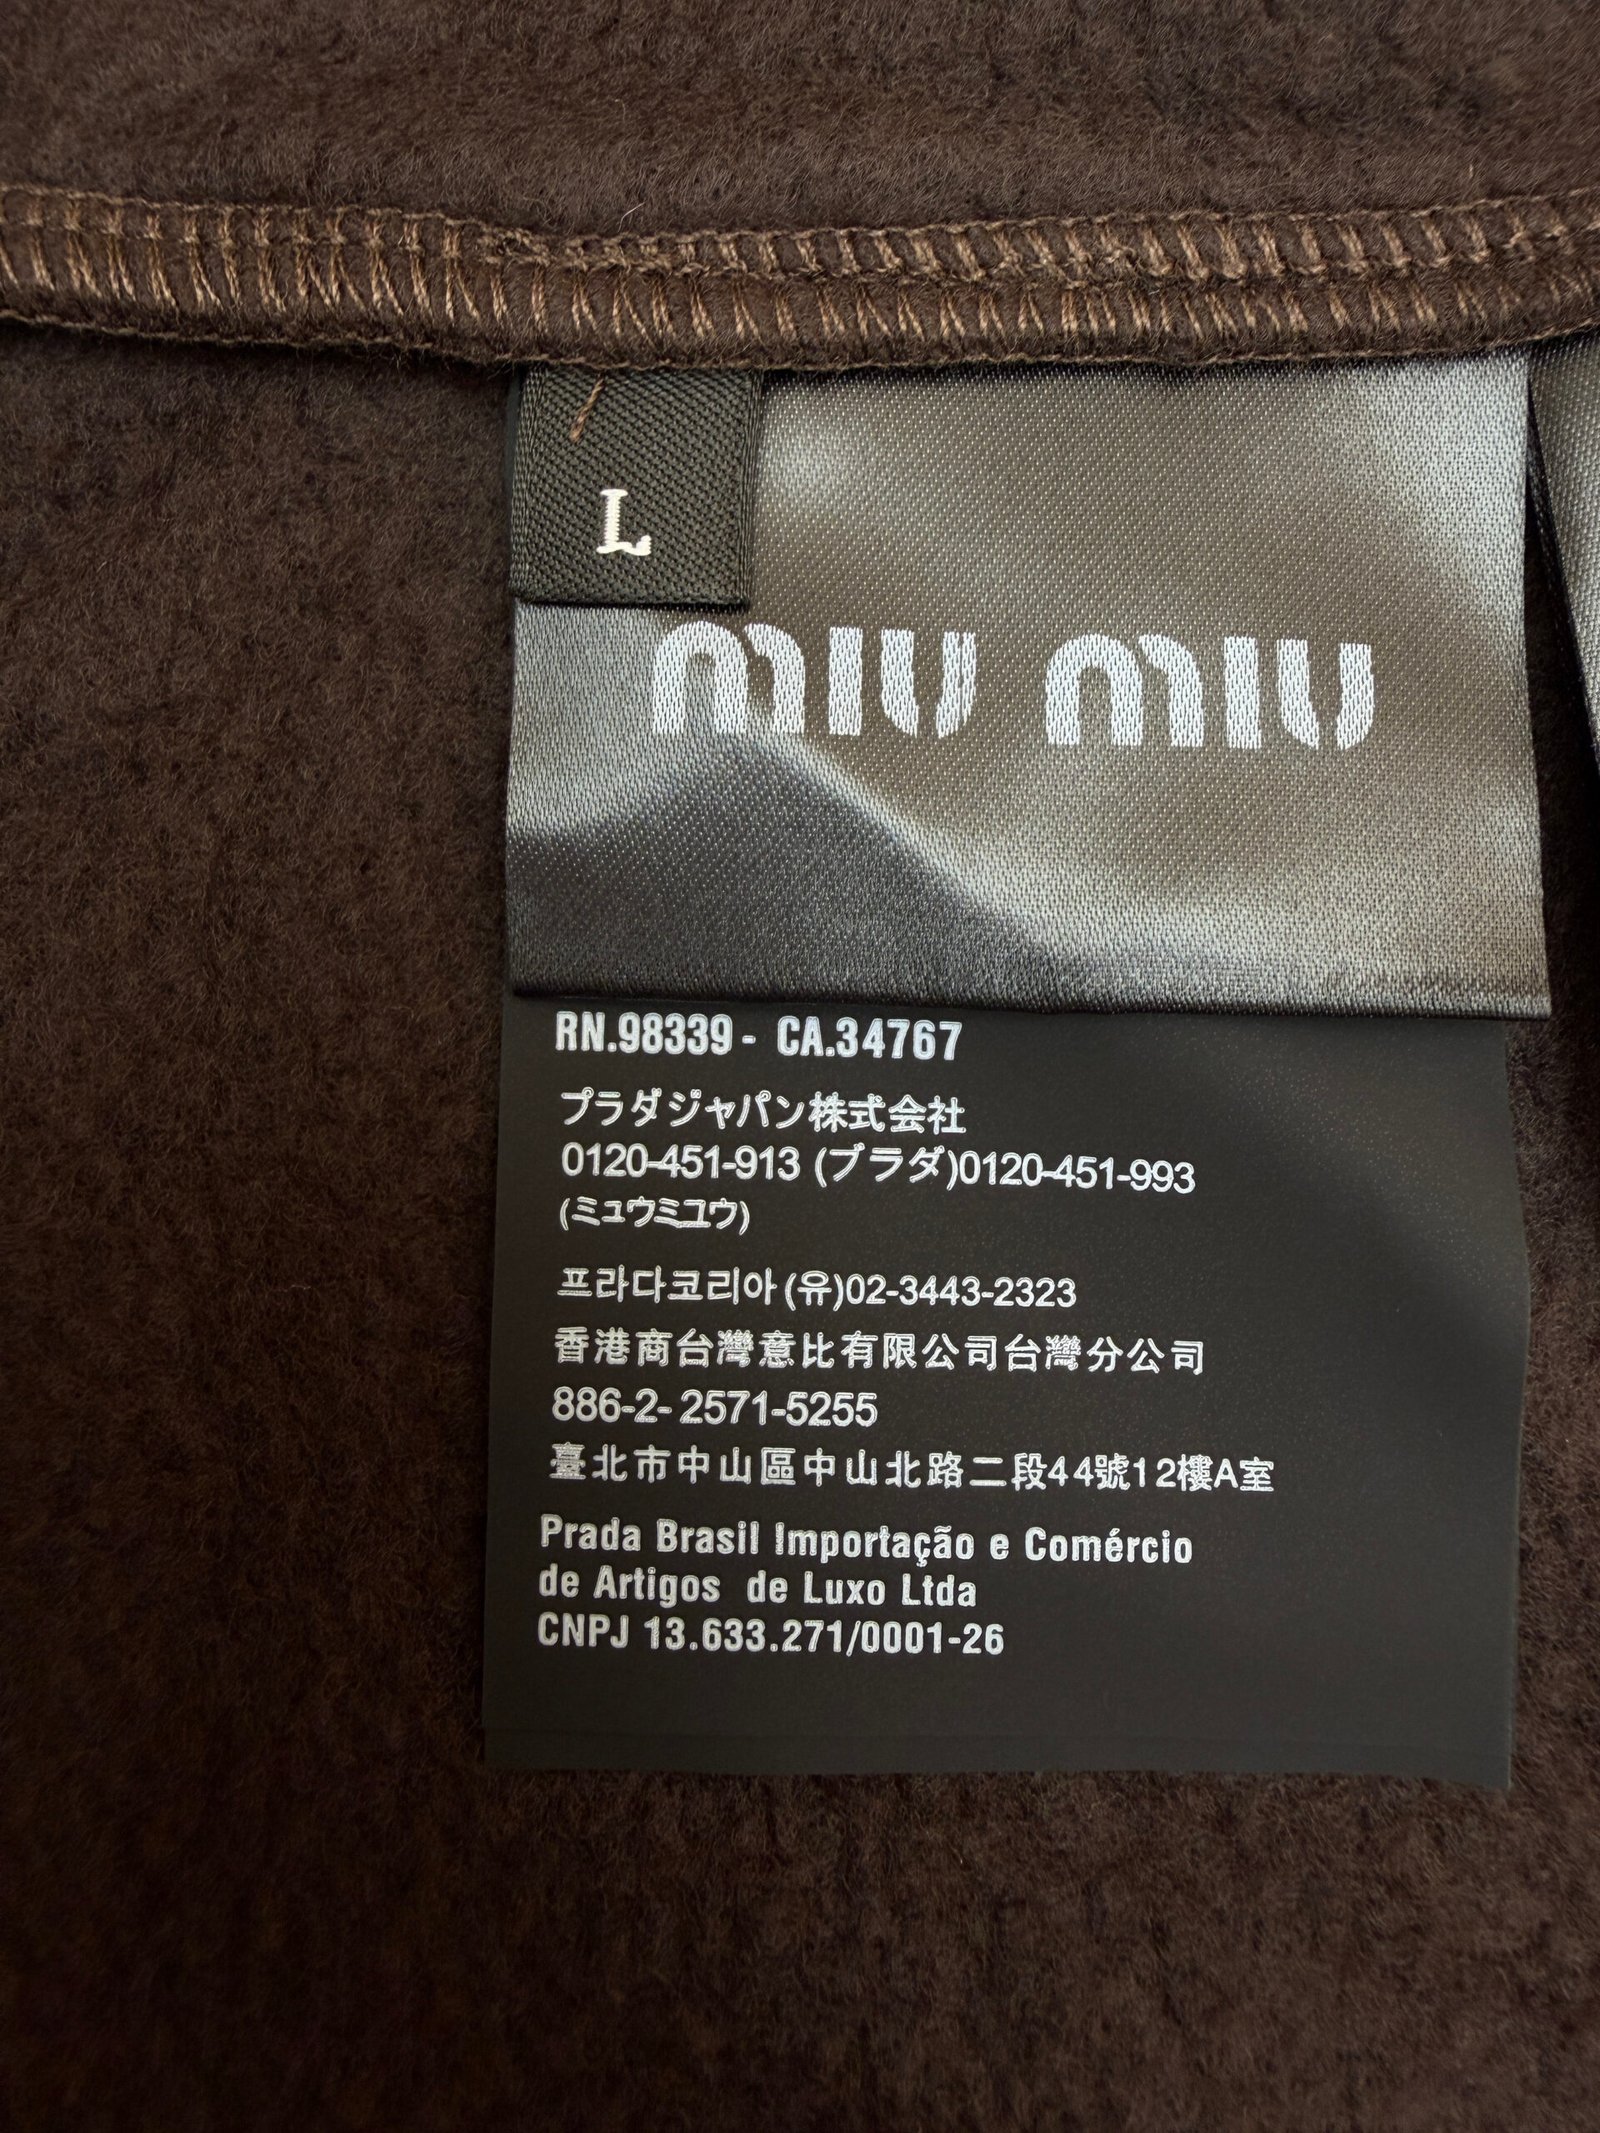 L
MIU MIU
RN.98339 - CA.34767
プラダジャパン株式会社
0120-451-913 (ブラダ)0120-451-993
(ミュウミユウ)
프라다코리아(유)02-3443-2323
香港商台灣意比有限公司台灣分公司
886-2- 2571-5255
臺北市中山區中山北路二段44號12樓A室
Prada Brasil Importação e Comércio
de Artigos de Luxo Ltda
CNPJ 13.633.271/0001-26